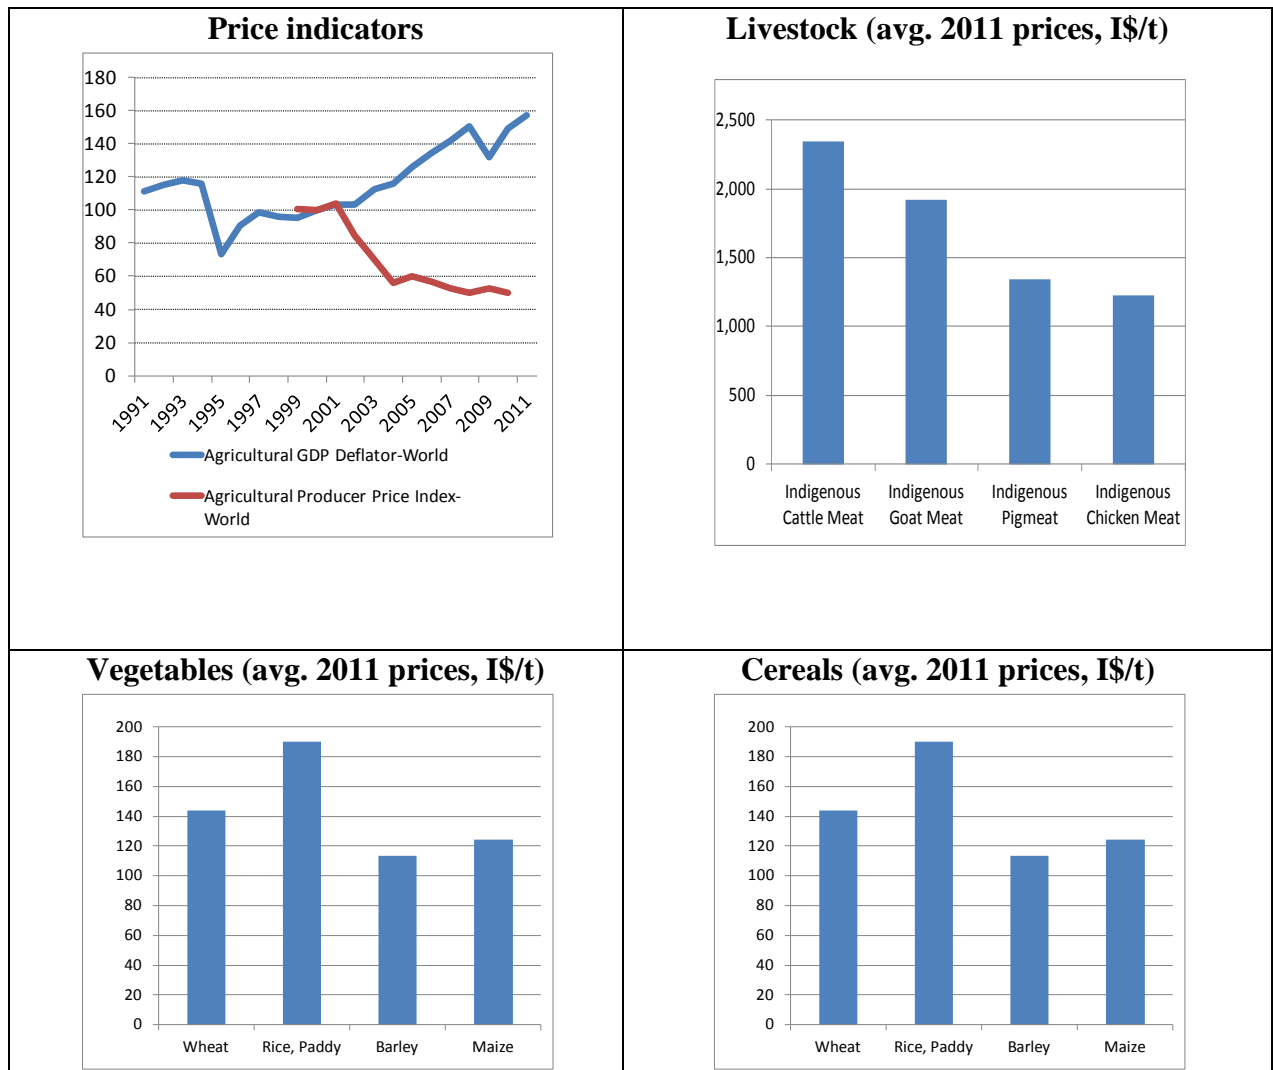 Price indicators
180
160
140
120
100
80
60
40
20
0
1991
1993
1995
1997
1999
2001
2003
2005
2007
2009
2011
Agricultural GDP Deflator-World
Agricultural Producer Price Index-
World
Livestock (avg. 2011 prices, I$/t)
2,500
2,000
1,500
1,000
500
0
Indigenous
Cattle Meat
Indigenous
Goat Meat
Indigenous
Pigmeat
Indigenous
Chicken Meat
Vegetables (avg. 2011 prices, I$/t)
200
180
160
140
120
100
80
60
40
20
0
Wheat
Rice, Paddy
Barley
Maize
Cereals (avg. 2011 prices, I$/t)
200
180
160
140
120
100
80
60
40
20
0
Wheat
Rice, Paddy
Barley
Maize